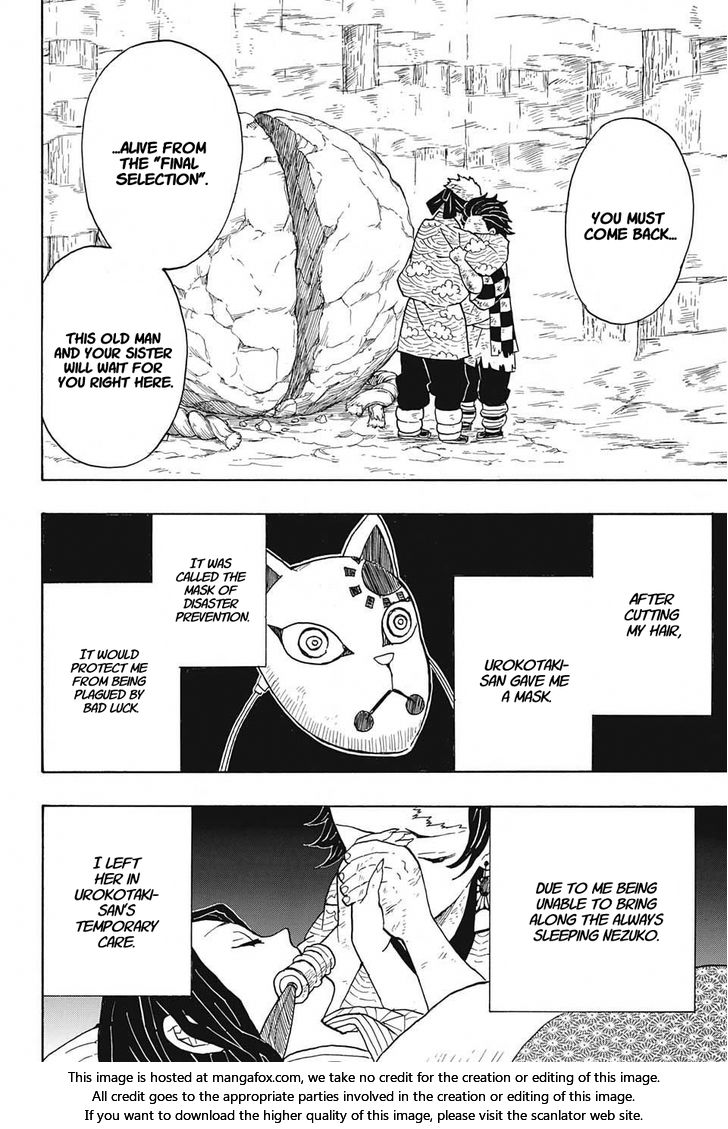 YOU MUST
COME BACK...
...ALIVE FROM
THE "FINAL
SELECTION".
THIS OLD MAN
AND YOUR SISTER
WILL WAIT FOR
YOU RIGHT HERE.
AFTER
CUTTING
MY HAIR,
UROKOTAKI-
SAN GAVE ME
A MASK.
IT WAS
CALLED THE
MASK OF
DISASTER
PREVENTION.
IT WOULD
PROTECT ME
FROM BEING
PLAGUED BY
BAD LUCK.
DUE TO ME BEING
UNABLE TO BRING
ALONG THE ALWAYS
SLEEPING NEZUKO.
I LEFT
HER IN
UROKOTAKI-
SAN'S
TEMPORARY
CARE.
This image is hosted at mangafox.com, we take no credit for the creation or editing of this image.
All credit goes to the appropriate parties involved in the creation or editing of this image.
If you want to download the higher quality of this image, please visit the scanlator web site.